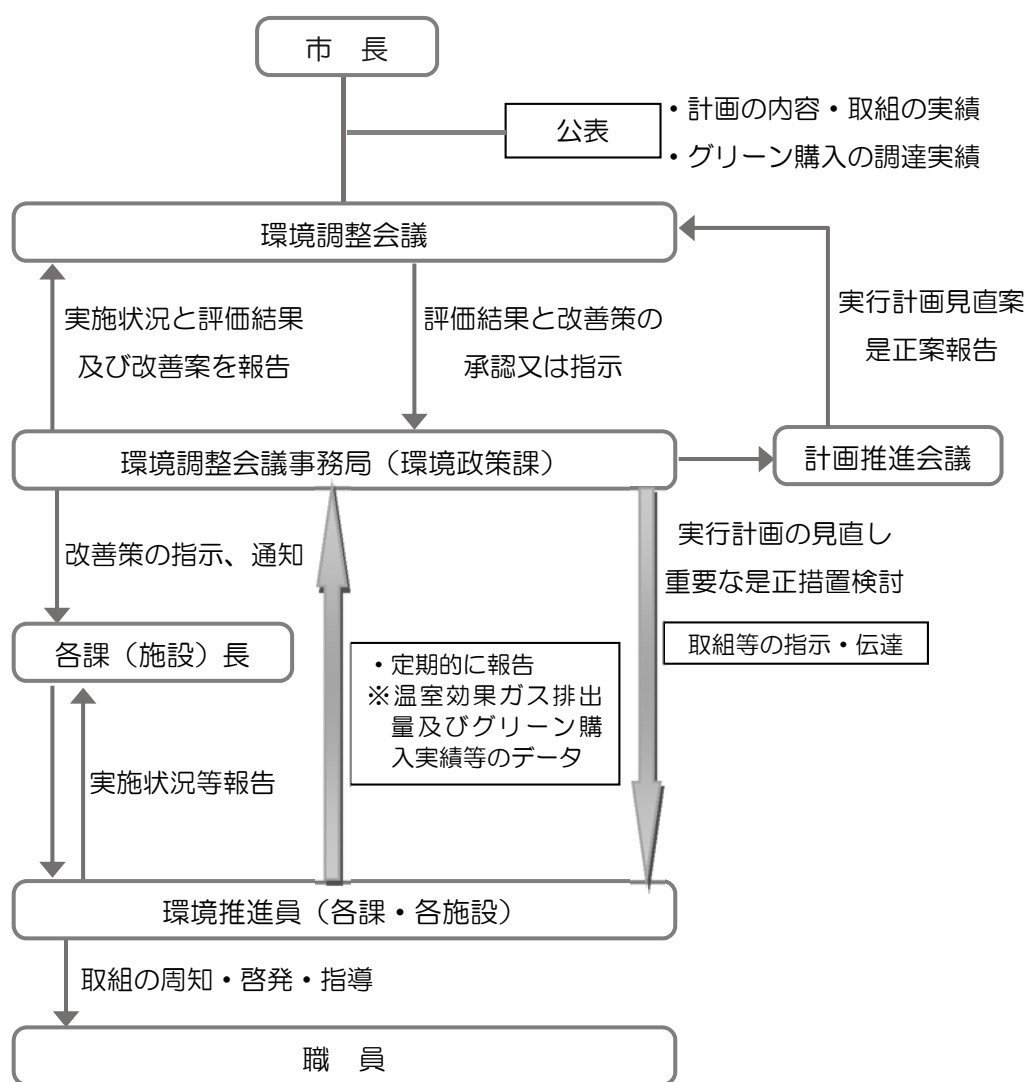 市　長
公表
・計画の内容・取組の実績
・グリーン購入の調達実績
環境調整会議
実施状況と評価結果
及び改善案を報告
評価結果と改善策の
承認又は指示
実行計画見直案
是正案報告
環境調整会議事務局（環境政策課）
計画推進会議
改善策の指示、通知
実行計画の見直し
重要な是正措置検討
各課（施設）長
取組等の指示・伝達
・定期的に報告
※温室効果ガス排出
量及びグリーン購
入実績等のデータ
実施状況等報告
環境推進員（各課・各施設）
取組の周知・啓発・指導
職　員